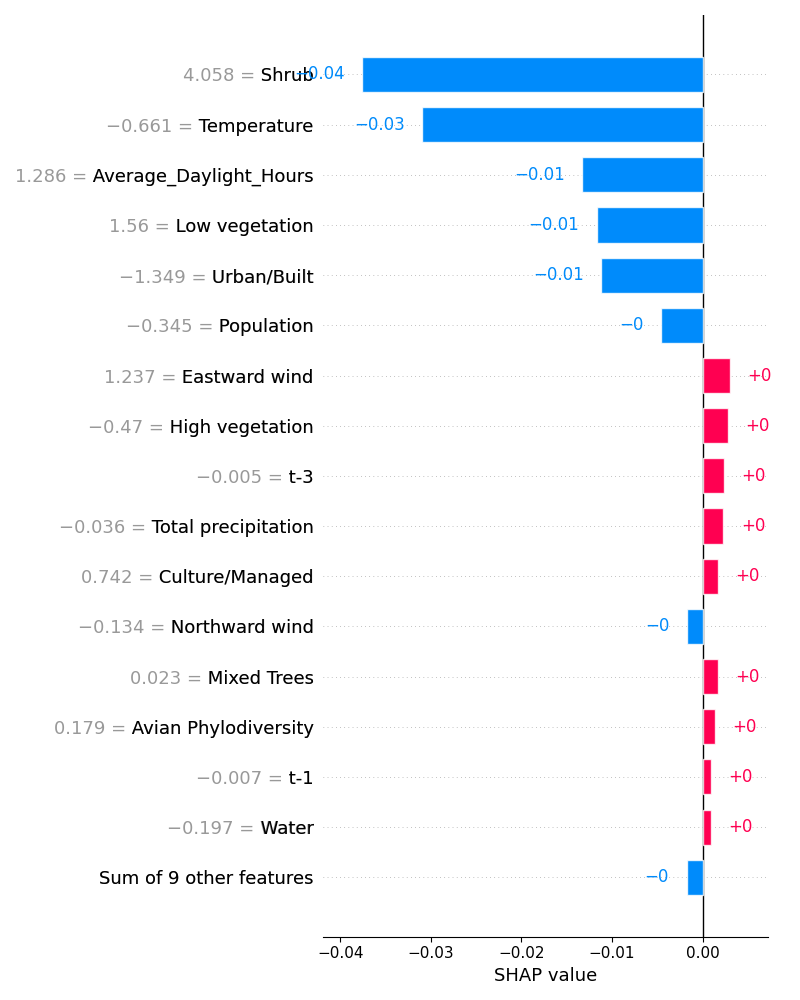 4.058 = Shrub −0.04
−0.661 = Temperature −0.03
1.286 = Average_Daylight_Hours −0.01
1.56 = Low vegetation −0.01
−1.349 = Urban/Built −0.01
−0.345 = Population −0
1.237 = Eastward wind +0
−0.47 = High vegetation +0
−0.005 = t-3 +0
−0.036 = Total precipitation +0
0.742 = Culture/Managed +0
−0.134 = Northward wind −0
0.023 = Mixed Trees +0
0.179 = Avian Phylodiversity +0
−0.007 = t-1 +0
−0.197 = Water +0
Sum of 9 other features −0
−0.04 −0.03 −0.02 −0.01 0.00
SHAP value